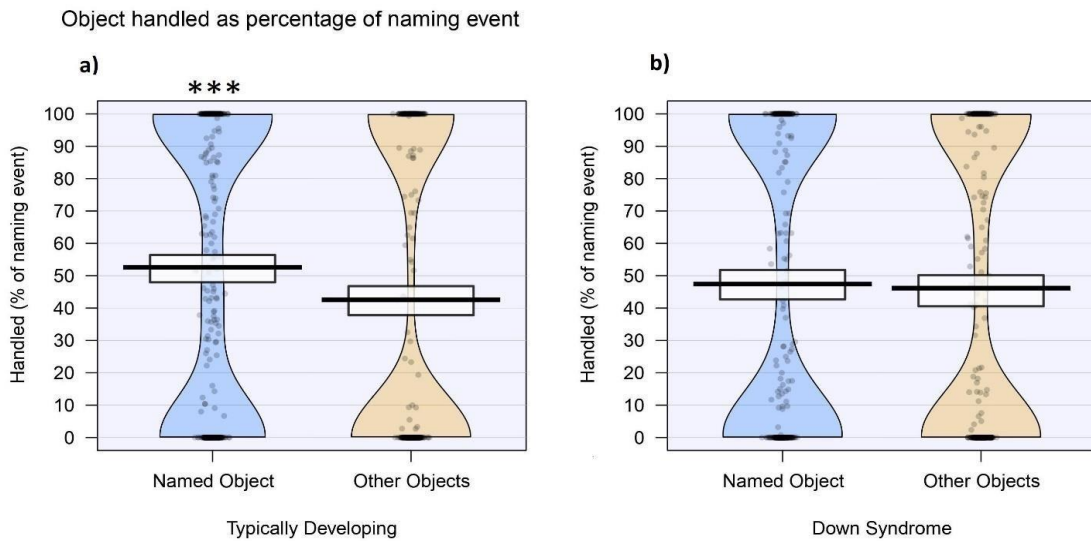 Object handled as percentage of naming event
a)
***
Handled (% of naming event)
100
90
80
70
60
50
40
30
20
10
0
Named Object
Other Objects
Typically Developing
b)
Handled (% of naming event)
100
90
80
70
60
50
40
30
20
10
0
Named Object
Other Objects
Down Syndrome